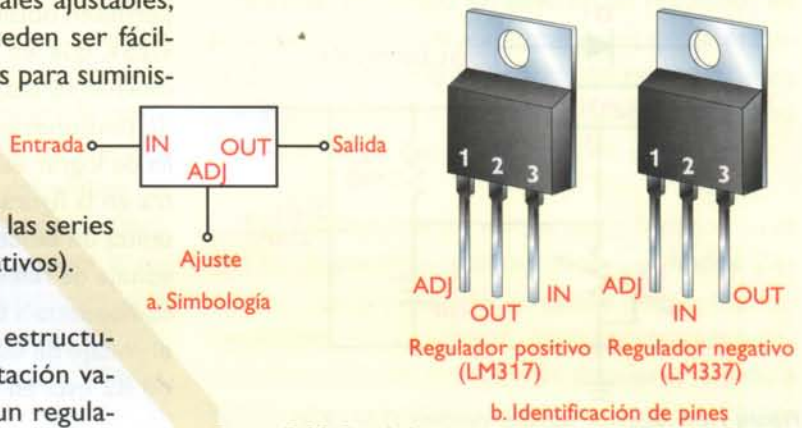 ales ajustables,
eden ser fácil-
s para suminis-
las series
ativos).
estructu-
tación va-
un regula-
Entrada
IN
OUT
ADJ
Salida
Ajuste
a. Simbología
1 2 3
ADJ
OUT
IN
Regulador positivo
(LM317)
1 2 3
ADJ
IN
OUT
Regulador negativo
(LM337)
b. Identificación de pines